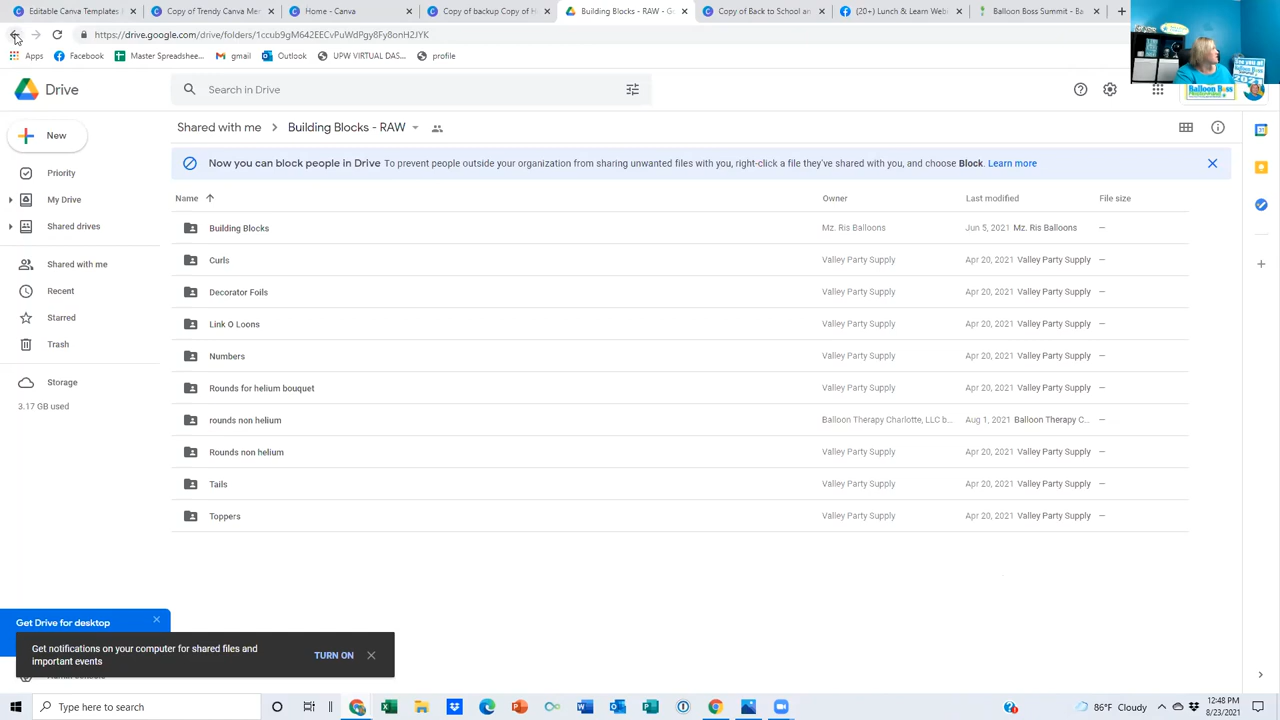 Editable Canva Templates
Copy of Trendy Canva Me
Home - Canva
Copy of backup Copy of H
Building Blocks - RAW - G
Copy of Back to School and
(20+) Lunch & Learn Web
Balloon Boss Summit - Ba
https://drive.google.com/drive/folders/1ccub9gM642EECvPuWdPgy8Fy8onH2JYK
Apps
Facebook
Master Spreadshee...
gmail
Outlook
UPW VIRTUAL DAS...
profile
Drive
Search in Drive
Balloon Boss
New
Shared with me
Building Blocks - RAW
Now you can block people in Drive To prevent people outside your organization from sharing unwanted files with you, right-click a file they've shared with you, and choose Block. Learn more
Priority
My Drive
Shared drives
Shared with me
Recent
Starred
Trash
Storage
3.17 GB used
Name Owner Last modified File size
Building Blocks Mz. Ris Balloons Jun 5, 2021 Mz. Ris Balloons —
Curls Valley Party Supply Apr 20, 2021 Valley Party Supply —
Decorator Foils Valley Party Supply Apr 20, 2021 Valley Party Supply —
Link O Loons Valley Party Supply Apr 20, 2021 Valley Party Supply —
Numbers Valley Party Supply Apr 20, 2021 Valley Party Supply —
Rounds for helium bouquet Valley Party Supply Apr 20, 2021 Valley Party Supply —
rounds non helium Balloon Therapy Charlotte, LLC b... Aug 1, 2021 Balloon Therapy C... —
Rounds non helium Valley Party Supply Apr 20, 2021 Valley Party Supply —
Tails Valley Party Supply Apr 20, 2021 Valley Party Supply —
Toppers Valley Party Supply Apr 20, 2021 Valley Party Supply —
Get Drive for desktop
Get notifications on your computer for shared files and
important events
TURN ON
Type here to search
86°F Cloudy
12:48 PM
8/23/2021